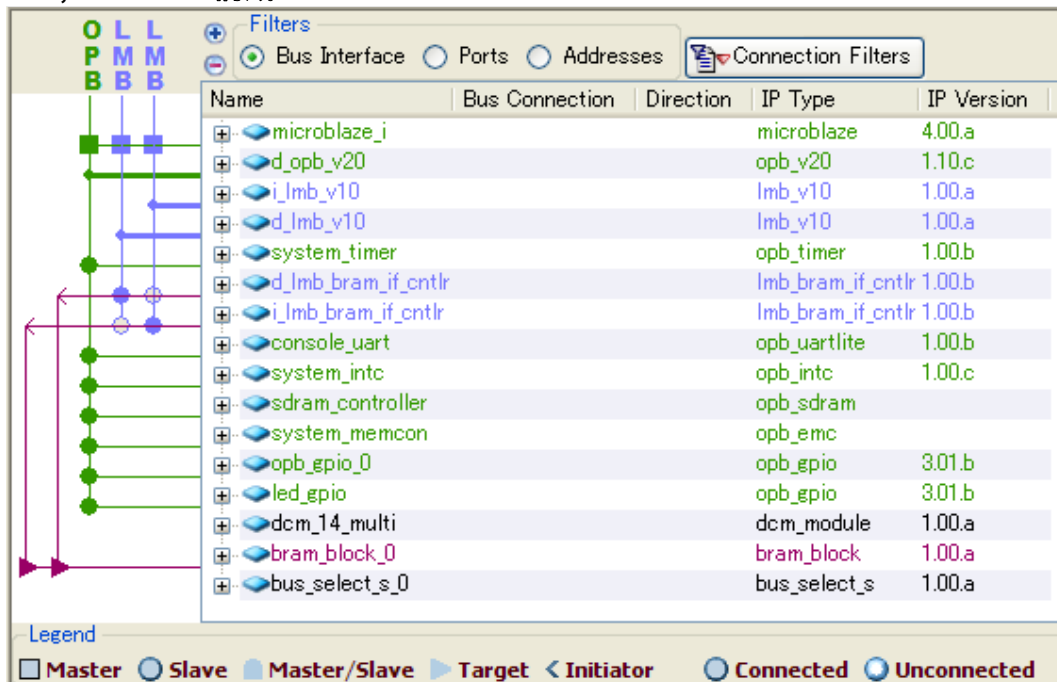 OPB LMB LMB
Filters
Bus Interface Ports Addresses Connection Filters
Name Bus Connection Direction IP Type IP Version
microblaze_i microblaze 4.00.a
d_opb_v20 opb_v20 1.10.c
i_lmb_v10 lmb_v10 1.00.a
d_lmb_v10 lmb_v10 1.00.a
system_timer opb_timer 1.00.b
d_lmb_bram_if_cntlr lmb_bram_if_cntlr 1.00.b
i_lmb_bram_if_cntlr lmb_bram_if_cntlr 1.00.b
console_uart opb_uartlite 1.00.b
system_intc opb_intc 1.00.c
sdram_controller opb_sdram
system_memcon opb_emc
opb_gpio_0 opb_gpio 3.01.b
led_gpio opb_gpio 3.01.b
dcm_14_multi dcm_module 1.00.a
bram_block_0 bram_block 1.00.a
bus_select_s_0 bus_select_s 1.00.a
Legend
Master Slave Master/Slave Target Initiator Connected Unconnected